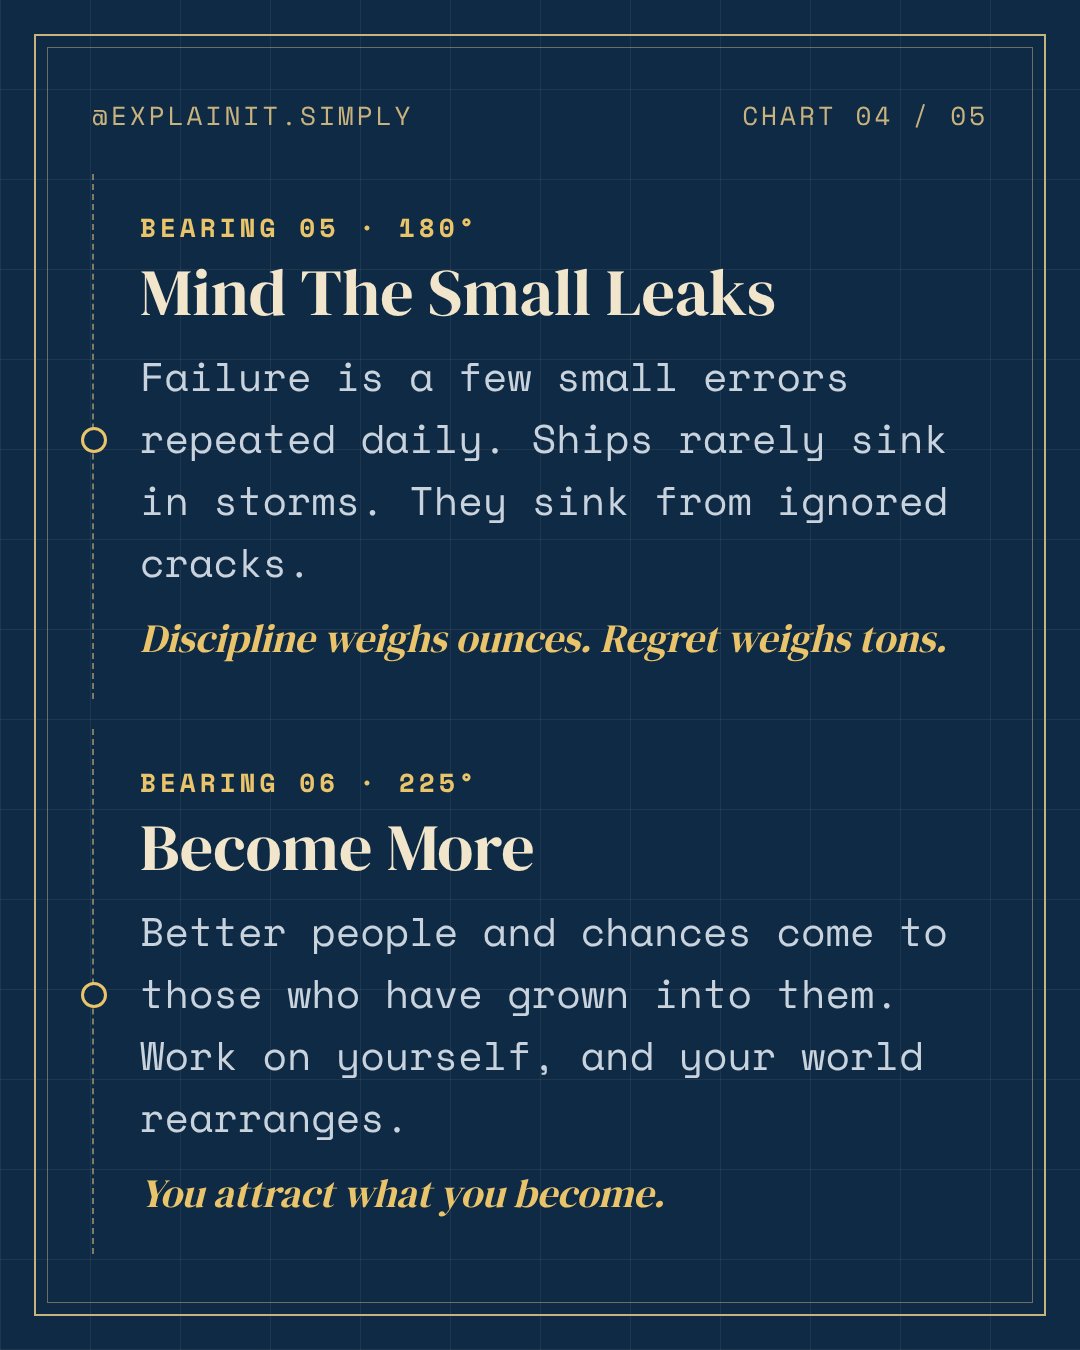 @EXPLAINIT.SIMPLY
CHART 04 / 05
BEARING 05 · 180°
Mind The Small Leaks
Failure is a few small errors
repeated daily. Ships rarely sink
in storms. They sink from ignored
cracks.
Discipline weighs ounces. Regret weighs tons.
BEARING 06 · 225°
Become More
Better people and chances come to
those who have grown into them.
Work on yourself, and your world
rearranges.
You attract what you become.